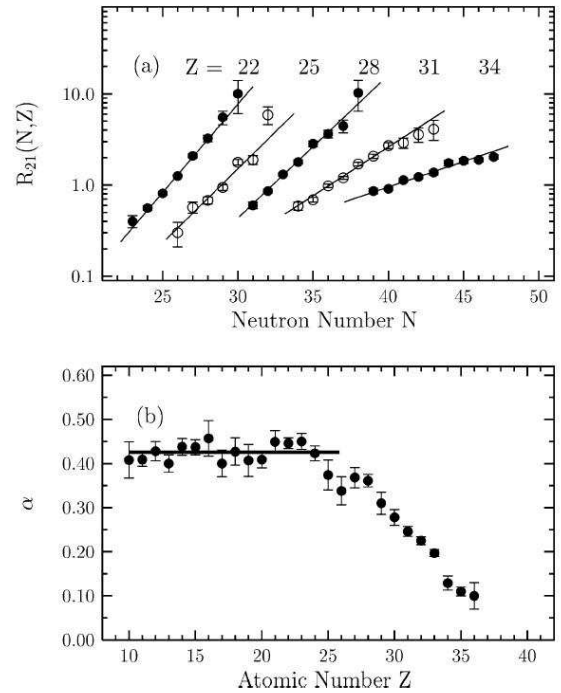 (a) Z = 22 25 28 31 34
10.0
1.0
0.1
R21(N,Z)
25 30 35 40 45 50
Neutron Number N
(b)
0.60
0.50
0.40
0.30
0.20
0.10
0.00
α
10 15 20 25 30 35 40
Atomic Number Z